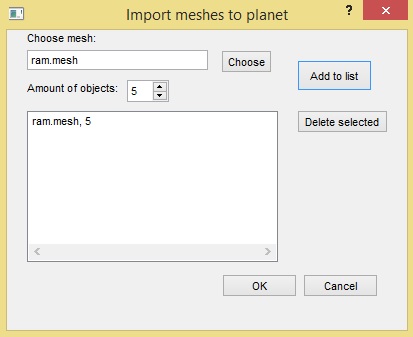 Import meshes to planet
?
Choose mesh:
ram.mesh
Choose
Add to list
Amount of objects:
5
ram.mesh, 5
Delete selected
OK
Cancel